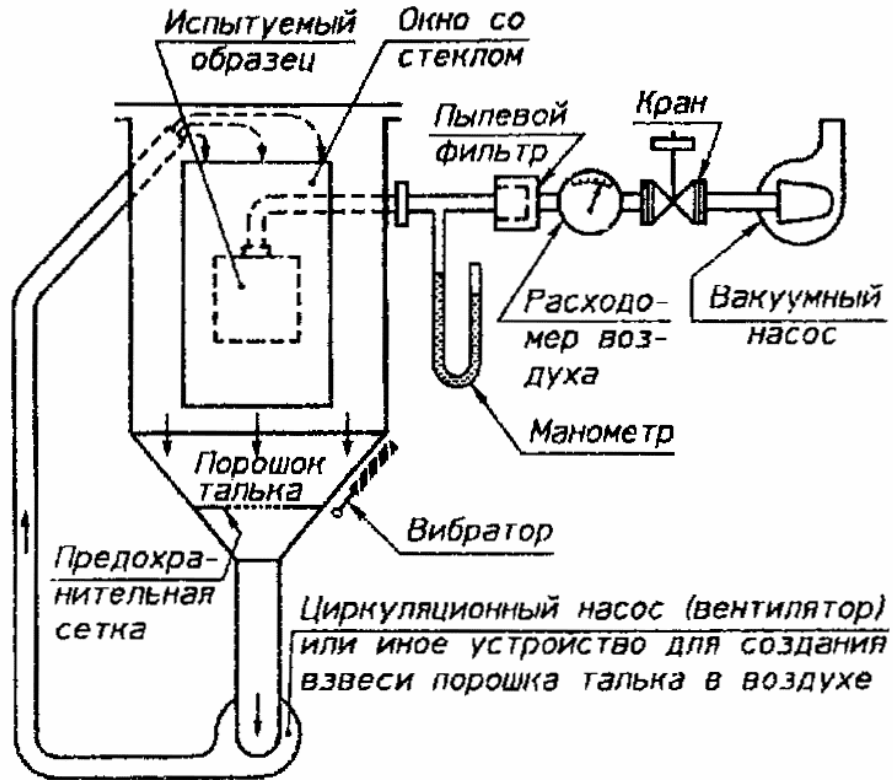 Испытуемый
образец
Окно со
стеклом
Пылевой
фильтр
Кран
Расходо-
мер воз-
духа
Вакуумный
насос
Манометр
Порошок
талька
Вибратор
Предохра-
нительная
сетка
Циркуляционный насос (вентилятор)
или иное устройство для создания
взвеси порошка талька в воздухе